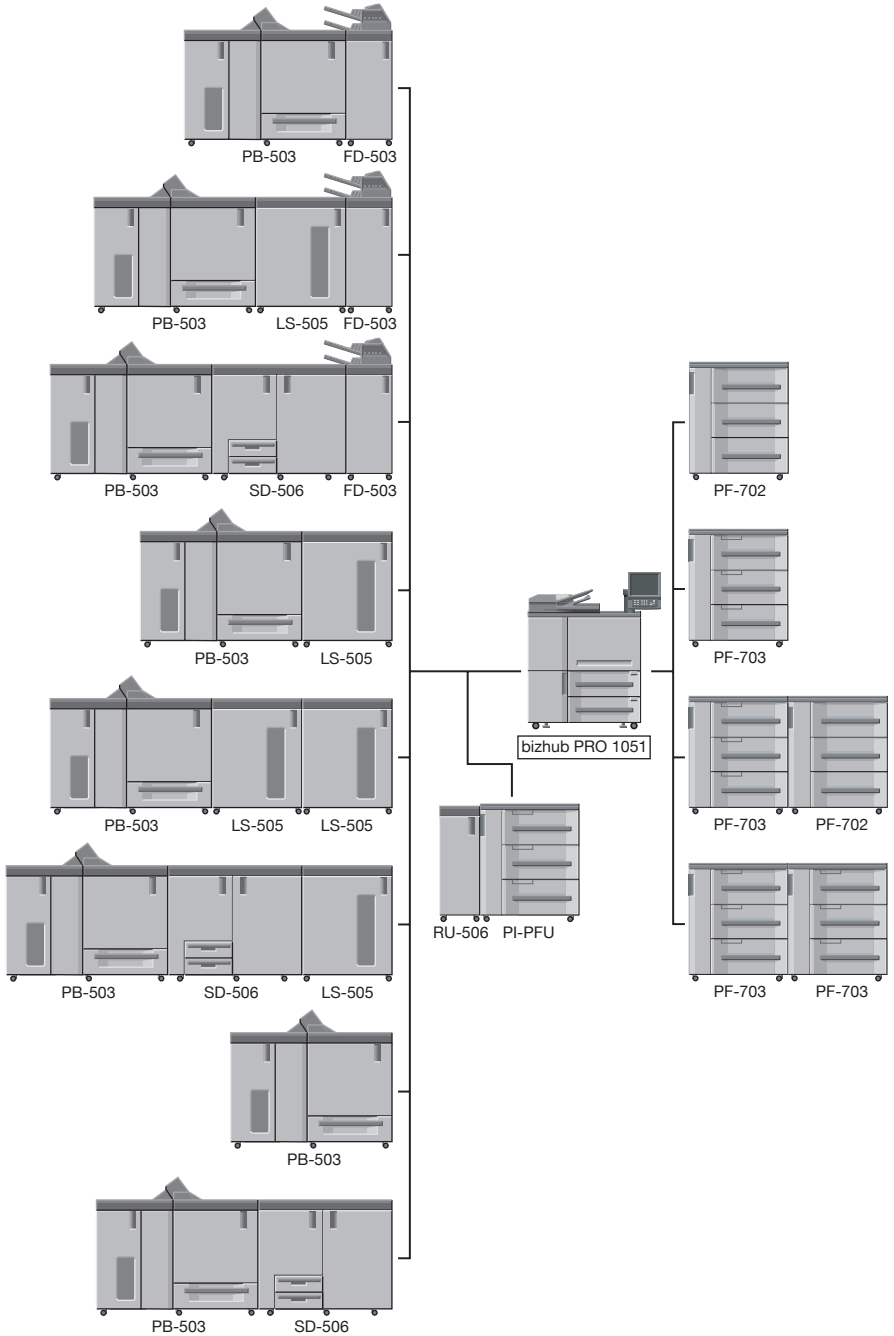 PB-503 FD-503
PB-503 LS-505 FD-503
PB-503 SD-506 FD-503
PF-702
PB-503 LS-505
PF-703
bizhub PRO 1051
PB-503 LS-505 LS-505
PF-703 PF-702
RU-506 PI-PFU
PB-503 SD-506 LS-505
PF-703 PF-703
PB-503
PB-503 SD-506